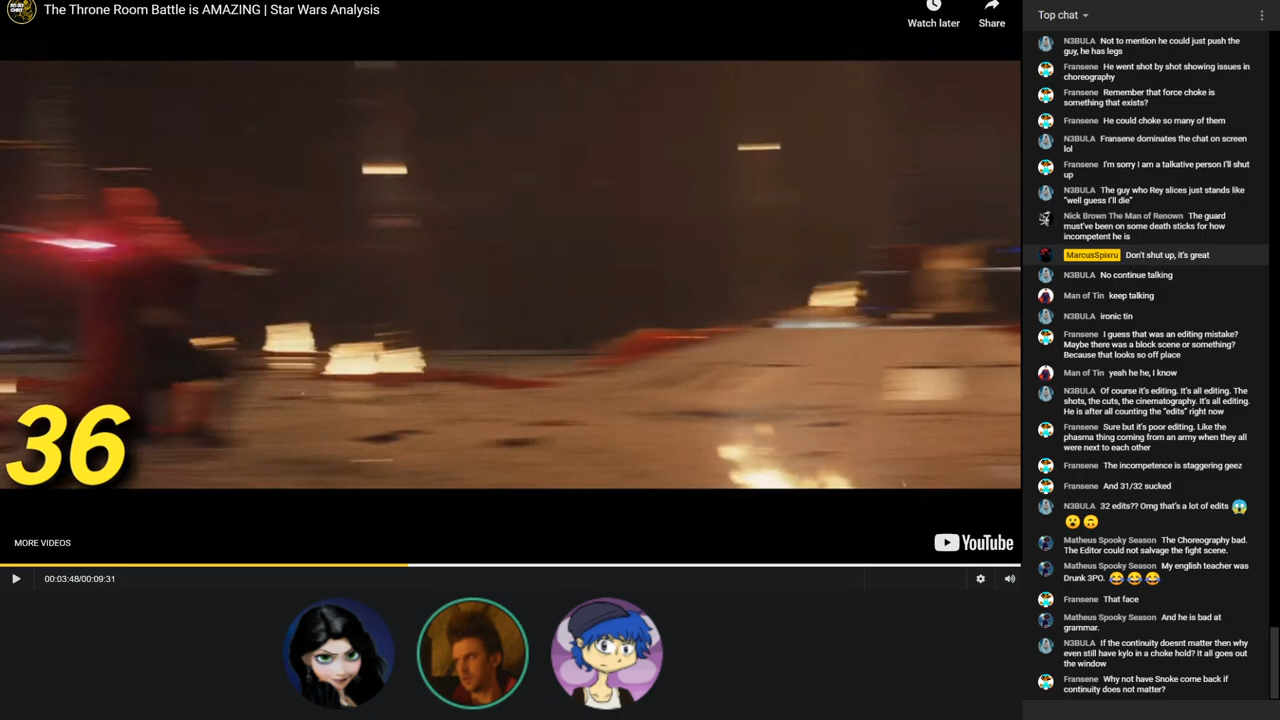 The Throne Room Battle is AMAZING | Star Wars Analysis
Watch later
Share
36
MORE VIDEOS
YouTube
00:03:48/00:09:31
Top chat
N3BULA Not to mention he could just push the
guy, he has legs
Fransene He went shot by shot showing issues in
choreography
Fransene Remember that force choke is
something that exists?
Fransene He could choke so many of them
N3BULA Fransene dominates the chat on screen
lol
Fransene I'm sorry I am a talkative person I'll shut
up
N3BULA The guy who Rey slices just stands like
"well guess I'll die"
Nick Brown The Man of Renown The guard
must've been on some death sticks for how
incompetent he is
MarcusSpixru Don't shut up, it's great
N3BULA No continue talking
Man of Tin keep talking
N3BULA ironic tin
Fransene I guess that was an editing mistake?
Maybe there was a block scene or something?
Because that looks so off place
Man of Tin yeah he he, I know
N3BULA Of course it's editing. It's all editing. The
shots, the cuts, the cinematography. It's all editing.
He is after all counting the "edits" right now
Fransene Sure but it's poor editing. Like the
phasma thing coming from an army when they all
were next to each other
Fransene The incompetence is staggering geez
Fransene And 31/32 sucked
N3BULA 32 edits?? Omg that's a lot of edits 😱
😮 🙃
Matheus Spooky Season The Choreography bad.
The Editor could not salvage the fight scene.
Matheus Spooky Season My english teacher was
Drunk 3PO. 😂 😂 😂
Fransene That face
Matheus Spooky Season And he is bad at
grammar.
N3BULA If the continuity doesnt matter then why
even still have kylo in a choke hold? It all goes out
the window
Fransene Why not have Snoke come back if
continuity does not matter?